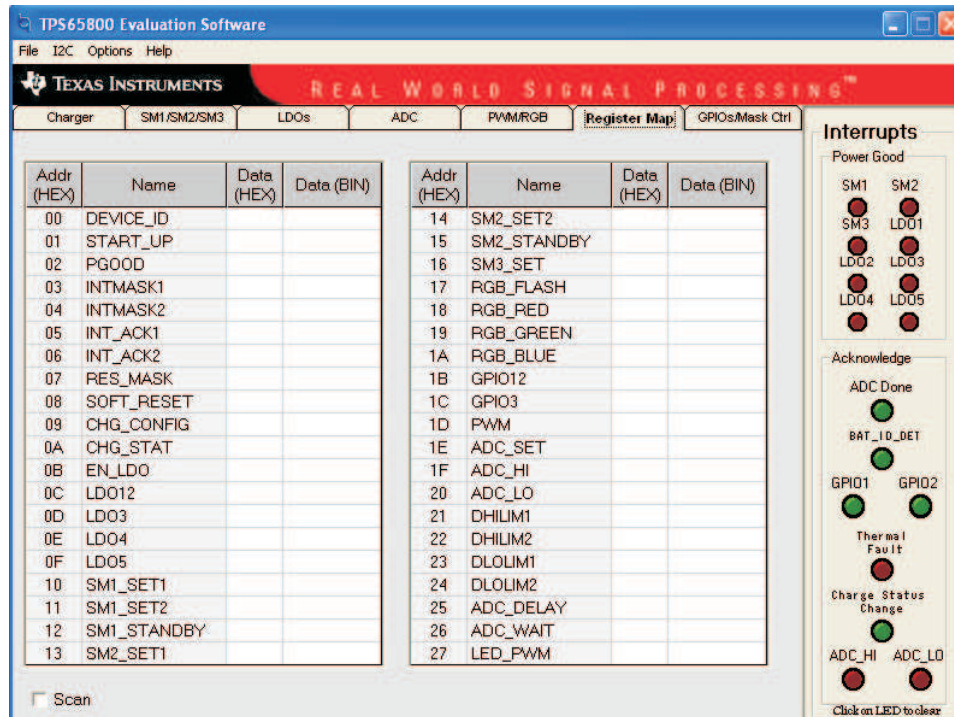 TPS65800 Evaluation Software
File I2C Options Help
TEXAS INSTRUMENTS
REAL WORLD SIGNAL PROCESSING™
Charger SM1/SM2/SM3 LDOs ADC PWM/RGB Register Map GPIOs/Mask Ctrl
Addr (HEX) Name Data (HEX) Data (BIN)
00 DEVICE_ID
01 START_UP
02 PGOOD
03 INTMASK1
04 INTMASK2
05 INT_ACK1
06 INT_ACK2
07 RES_MASK
08 SOFT_RESET
09 CHG_CONFIG
0A CHG_STAT
0B EN_LDO
0C LDO12
0D LDO3
0E LDO4
0F LDO5
10 SM1_SET1
11 SM1_SET2
12 SM1_STANDBY
13 SM2_SET1
Addr (HEX) Name Data (HEX) Data (BIN)
14 SM2_SET2
15 SM2_STANDBY
16 SM3_SET
17 RGB_FLASH
18 RGB_RED
19 RGB_GREEN
1A RGB_BLUE
1B GPIO12
1C GPIO3
1D PWM
1E ADC_SET
1F ADC_HI
20 ADC_LO
21 DHILIM1
22 DHILIM2
23 DLOLIM1
24 DLOLIM2
25 ADC_DELAY
26 ADC_WAIT
27 LED_PWM
Scan
Interrupts
Power Good
SM1 SM2
SM3 LDO1
LDO2 LDO3
LDO4 LDO5
Acknowledge
ADC Done
BAT_ID_DET
GPIO1 GPIO2
Thermal
Fault
Charge Status
Change
ADC_HI ADC_LO
Click on LED to clear